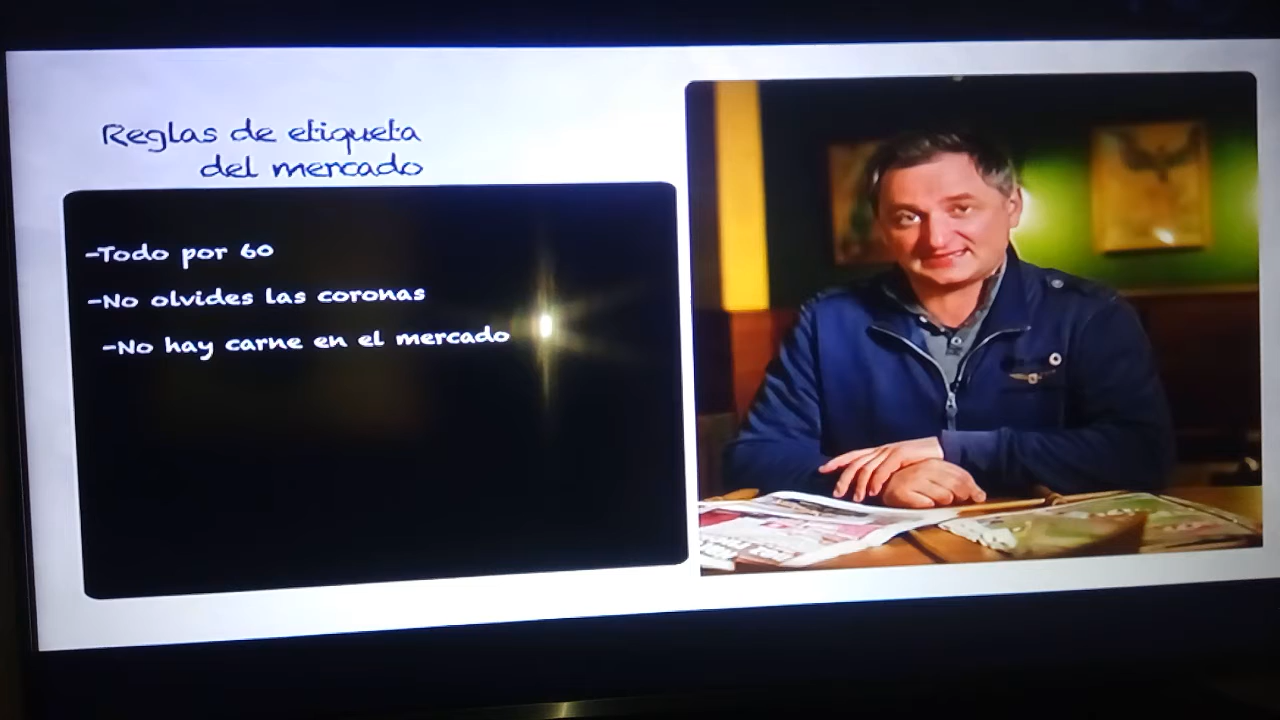 Reglas de etiqueta
del mercado
-Todo por 60
-No olvides las coronas
-No hay carne en el mercado